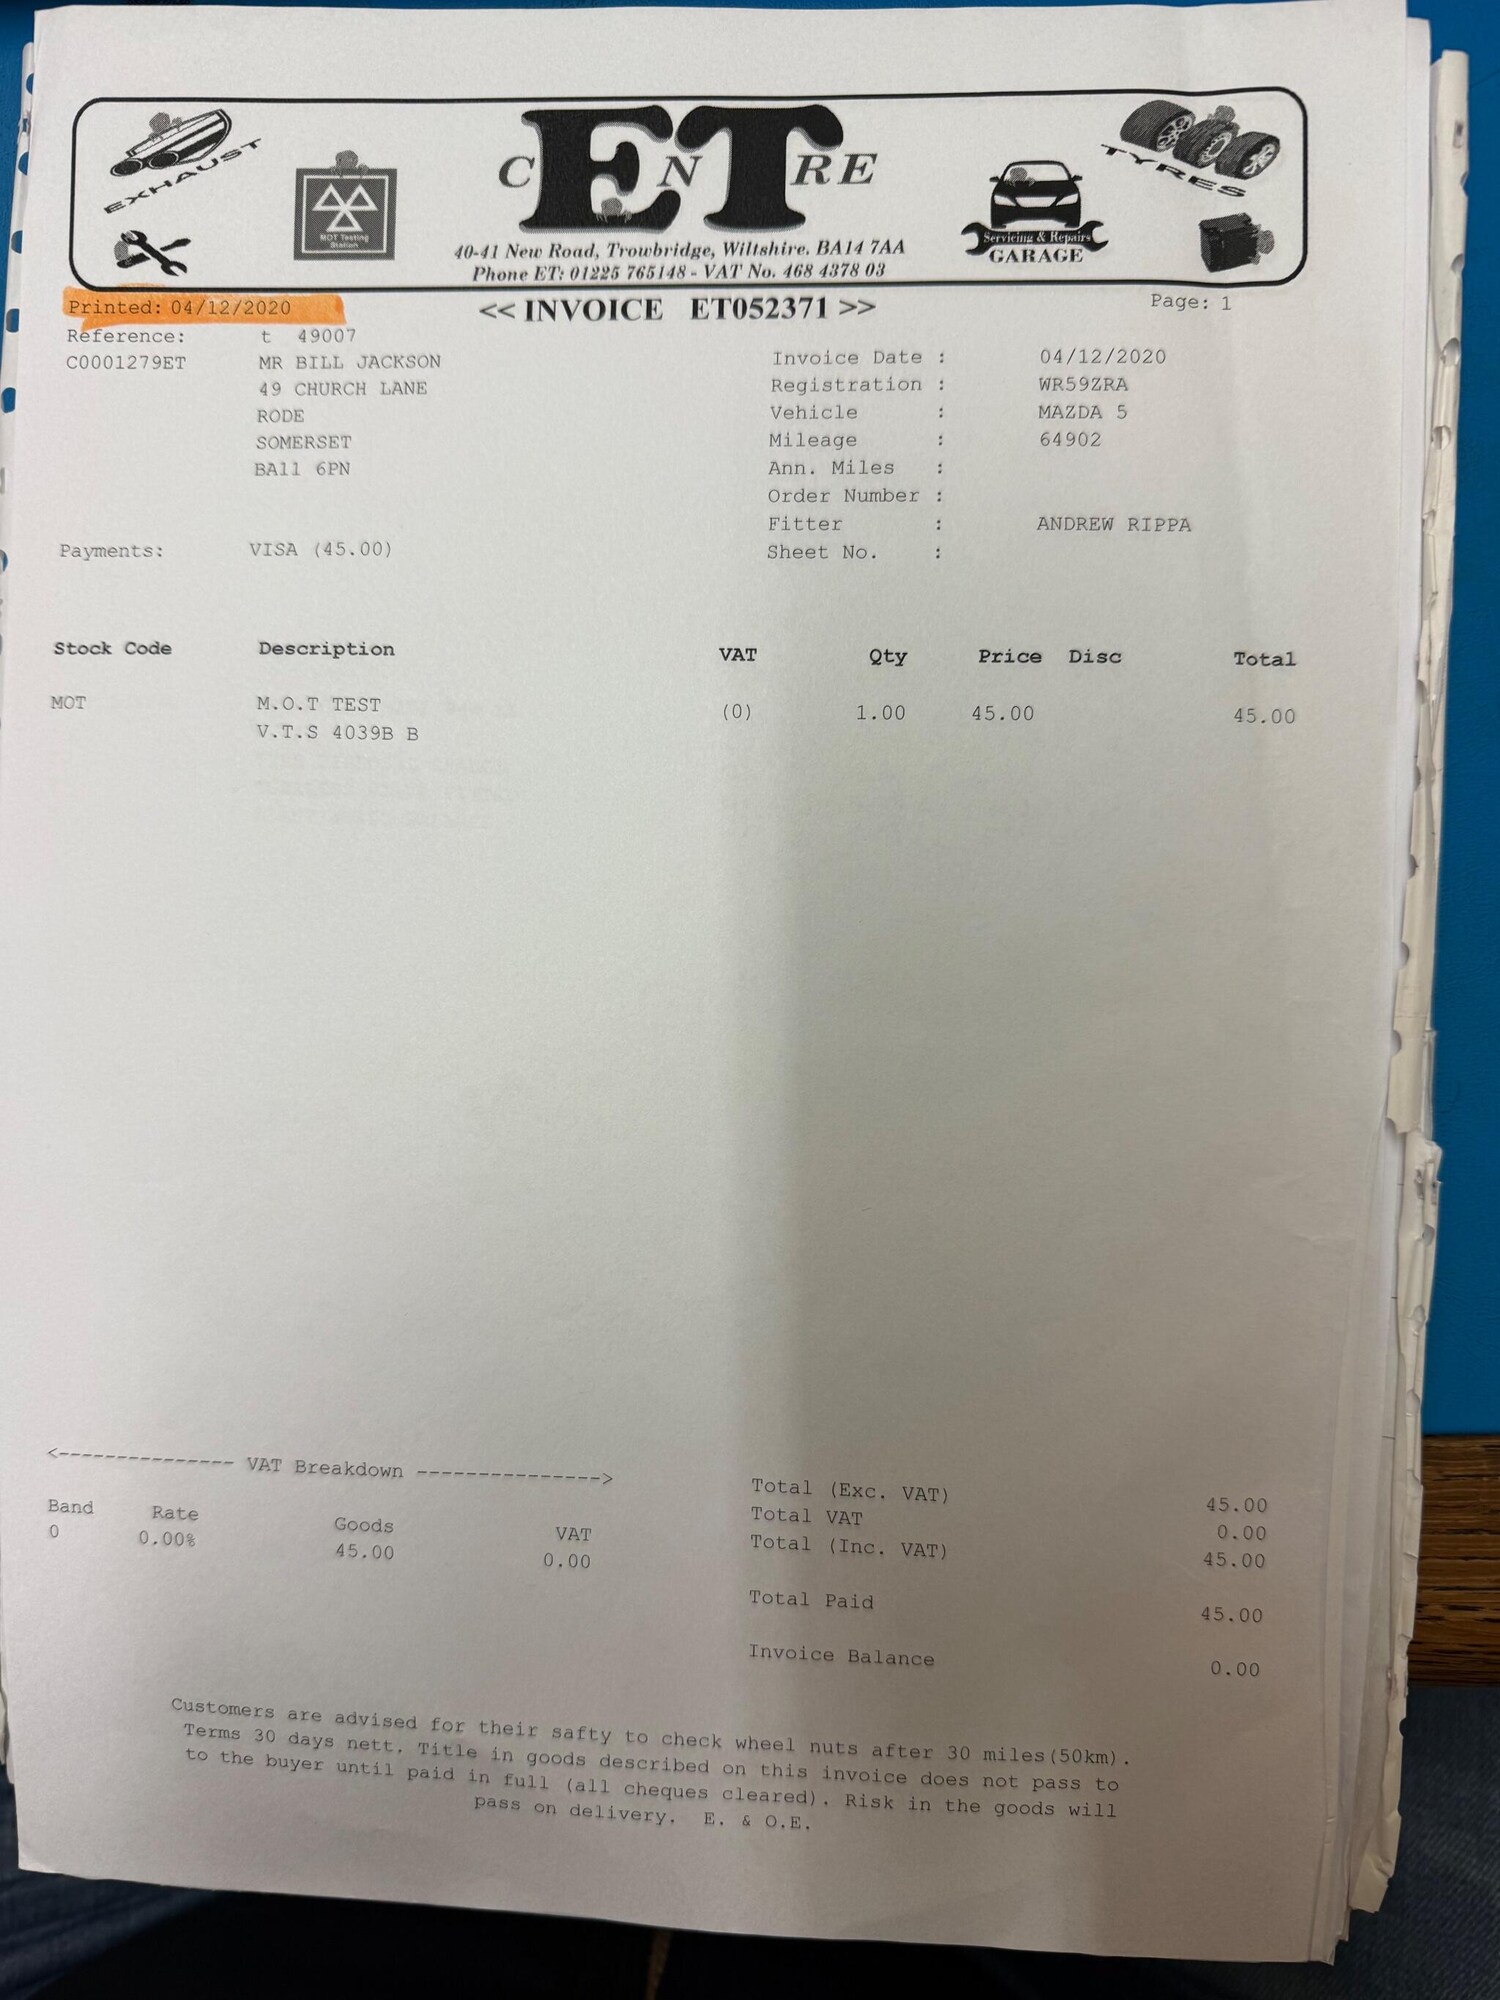 EXHAUST
MOT Testing
Station
CENTRE
40-41 New Road, Trowbridge, Wiltshire. BA14 7AA
Phone ET: 01225 765148 - VAT No. 468 4378 03
Servicing & Repairs
GARAGE
TYRES
Printed: 04/12/2020
<< INVOICE ET052371 >>
Page: 1
Reference: t 49007
C0001279ET MR BILL JACKSON
49 CHURCH LANE
RODE
SOMERSET
BA11 6PN
Invoice Date : 04/12/2020
Registration : WR59ZRA
Vehicle : MAZDA 5
Mileage : 64902
Ann. Miles :
Order Number :
Fitter : ANDREW RIPPA
Sheet No. :
Payments: VISA (45.00)
Stock Code Description VAT Qty Price Disc Total
MOT M.O.T TEST (0) 1.00 45.00 45.00
V.T.S 4039B B
<--------------- VAT Breakdown --------------->
Band Rate Goods VAT
0 0.00% 45.00 0.00
Total (Exc. VAT) 45.00
Total VAT 0.00
Total (Inc. VAT) 45.00
Total Paid 45.00
Invoice Balance 0.00
Customers are advised for their safty to check wheel nuts after 30 miles(50km).
Terms 30 days nett. Title in goods described on this invoice does not pass to
to the buyer until paid in full (all cheques cleared). Risk in the goods will
pass on delivery. E. & O.E.